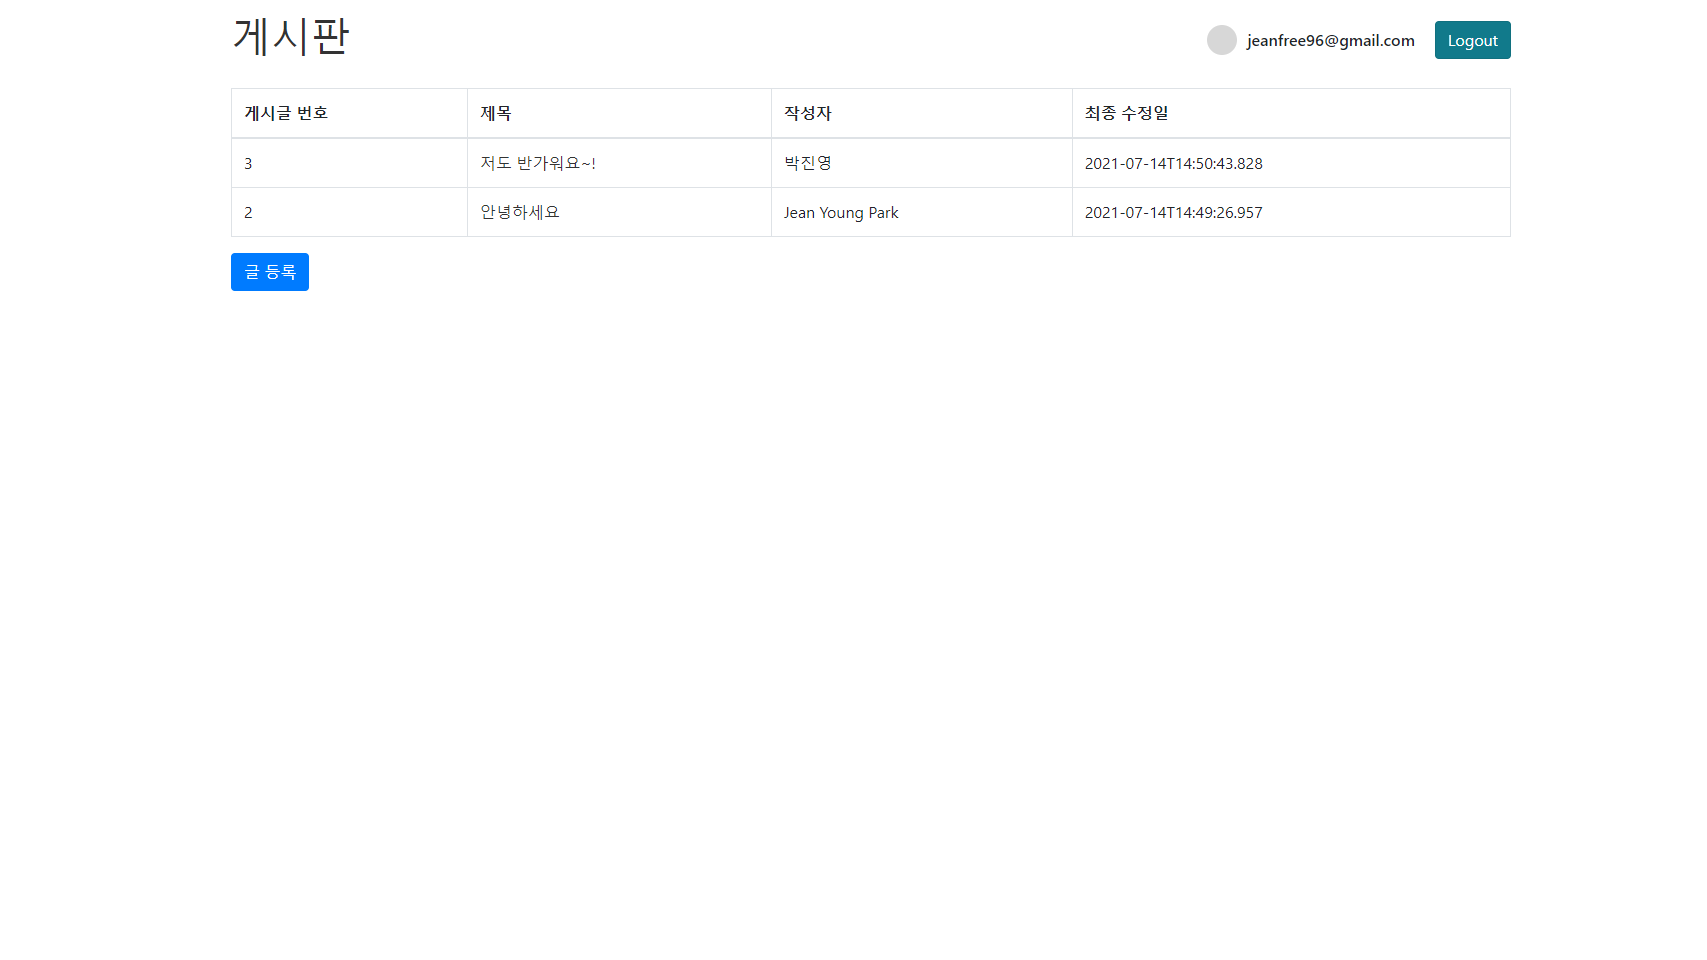 게시판
jeanfree96@gmail.com Logout
게시글 번호 제목 작성자 최종 수정일
3 저도 반가워요~! 박진영 2021-07-14T14:50:43.828
2 안녕하세요 Jean Young Park 2021-07-14T14:49:26.957
글 등록